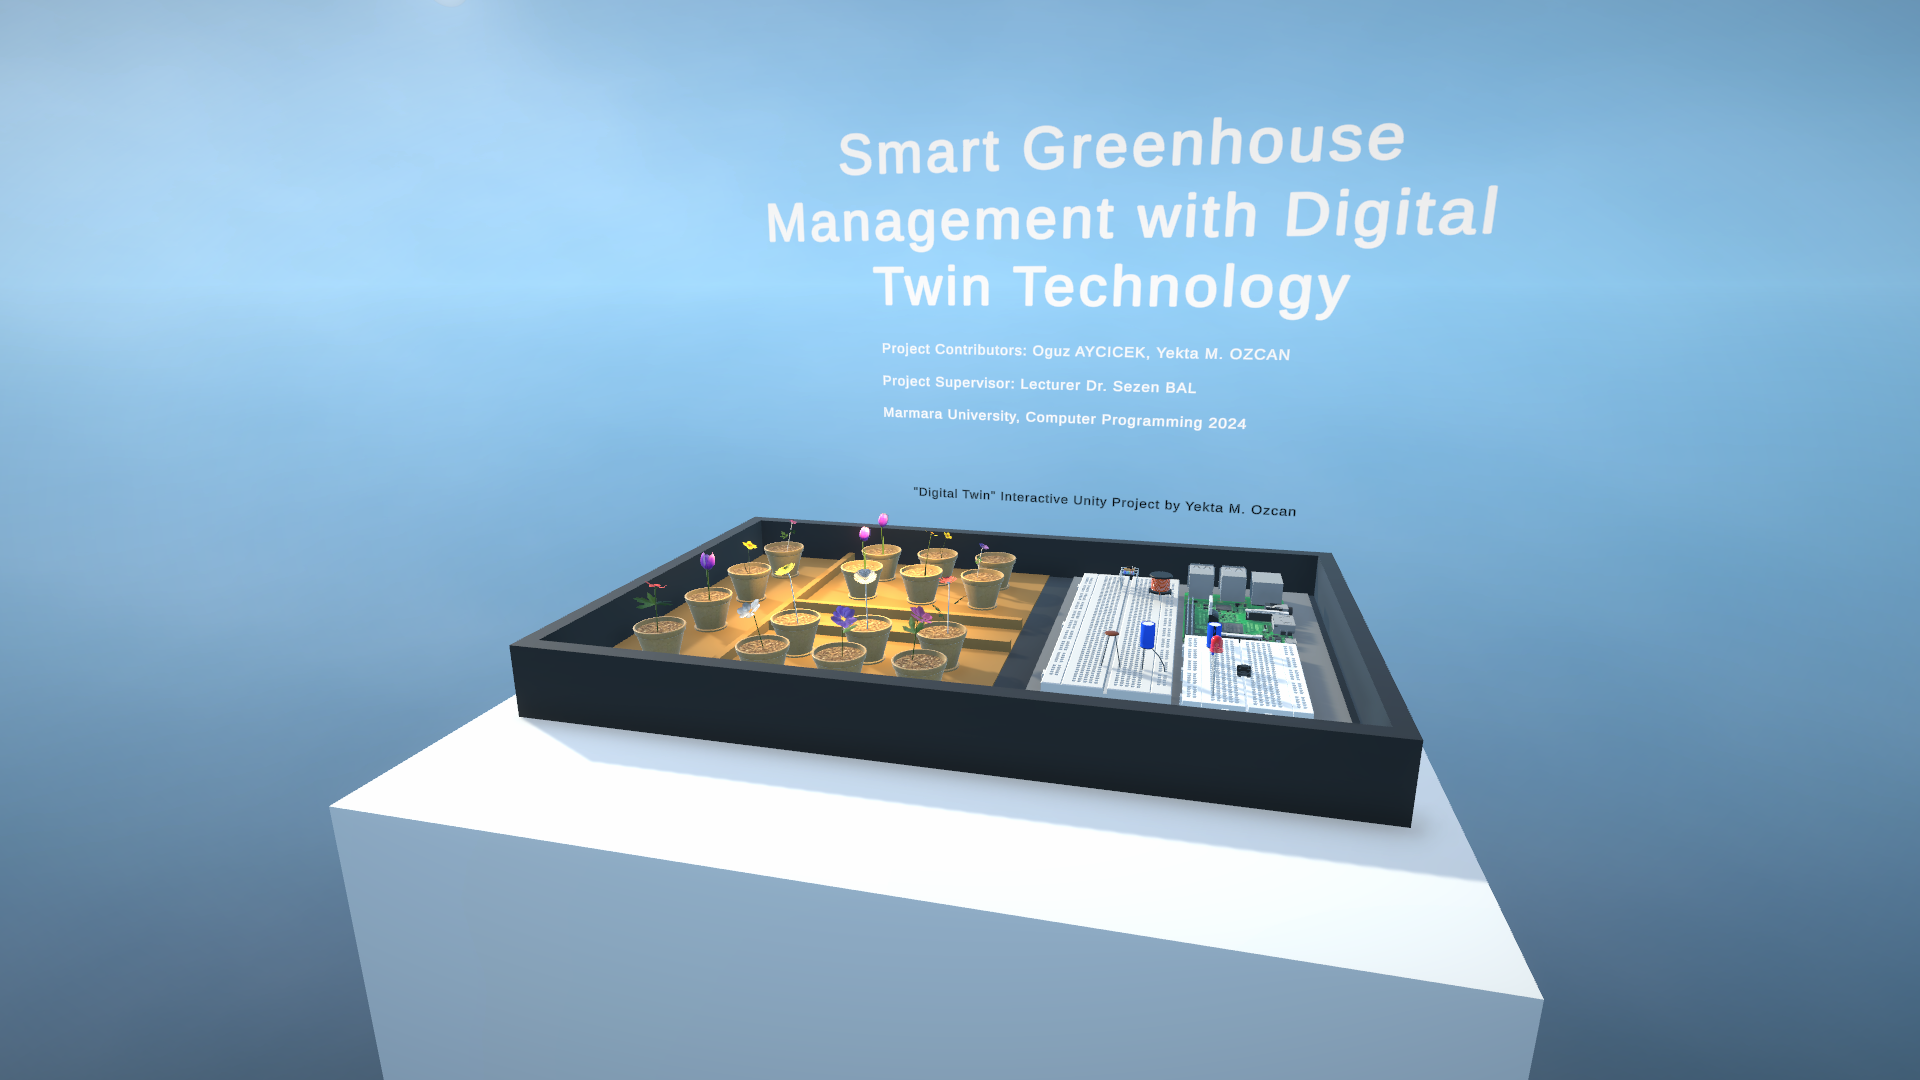 Smart Greenhouse
Management with Digital
Twin Technology
Project Contributors: Oguz AYCICEK, Yekta M. OZCAN
Project Supervisor: Lecturer Dr. Sezen BAL
Marmara University, Computer Programming 2024
"Digital Twin" Interactive Unity Project by Yekta M. Ozcan